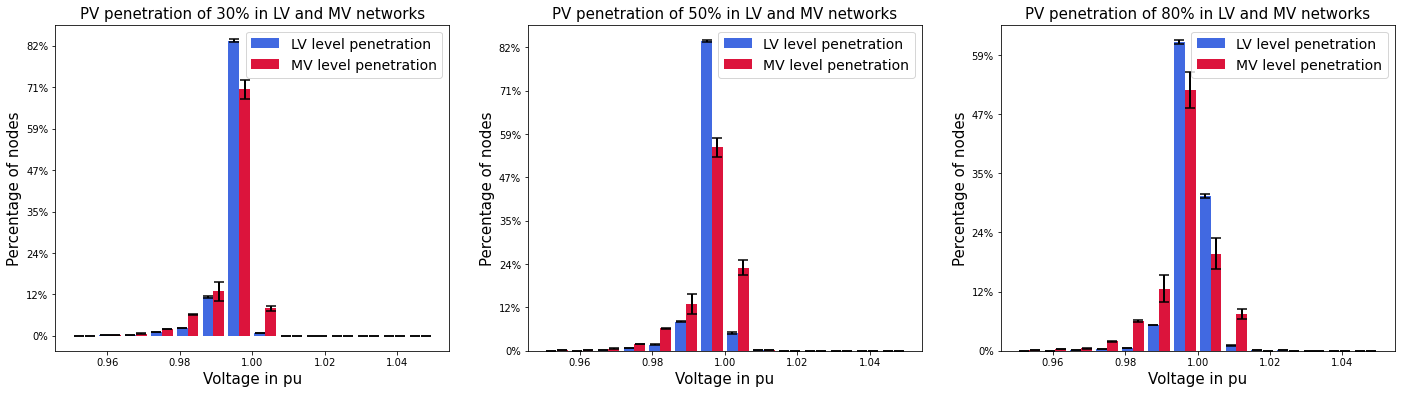 PV penetration of 30% in LV and MV networks
82%
71%
59%
47%
35%
24%
12%
0%
Percentage of nodes
LV level penetration
MV level penetration
0.96
0.98
1.00
1.02
1.04
Voltage in pu
PV penetration of 50% in LV and MV networks
82%
71%
59%
47%
35%
24%
12%
0%
Percentage of nodes
LV level penetration
MV level penetration
0.96
0.98
1.00
1.02
1.04
Voltage in pu
PV penetration of 80% in LV and MV networks
59%
47%
35%
24%
12%
0%
Percentage of nodes
LV level penetration
MV level penetration
0.96
0.98
1.00
1.02
1.04
Voltage in pu